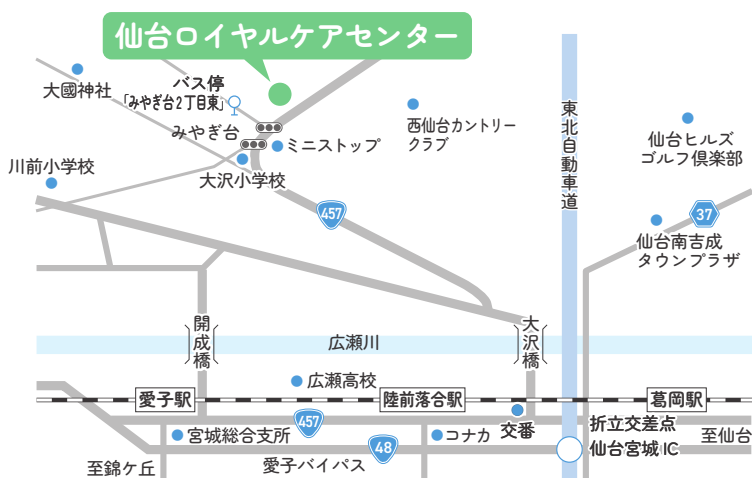 仙台ロイヤルケアセンター
バス停
「みやぎ台2丁目東」
大國神社
みやぎ台
ミニストップ
西仙台カントリー
クラブ
東北自動車道
仙台ヒルズ
ゴルフ倶楽部
川前小学校
大沢小学校
457
37
仙台南吉成
タウンプラザ
開成橋
広瀬川
大沢橋
広瀬高校
愛子駅
陸前落合駅
葛岡駅
457
宮城総合支所
コナカ
交番
折立交差点
至仙台
48
仙台宮城 IC
至錦ケ丘
愛子バイパス